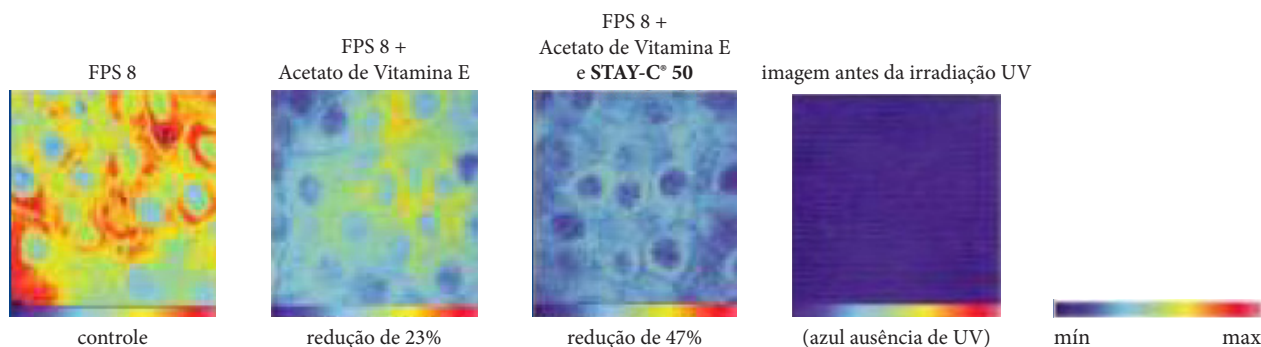 FPS 8
FPS 8 +
Acetato de Vitamina E
FPS 8 +
Acetato de Vitamina E
e STAY-C® 50
imagem antes da irradiação UV
controle
redução de 23%
redução de 47%
(azul ausência de UV)
mín
max